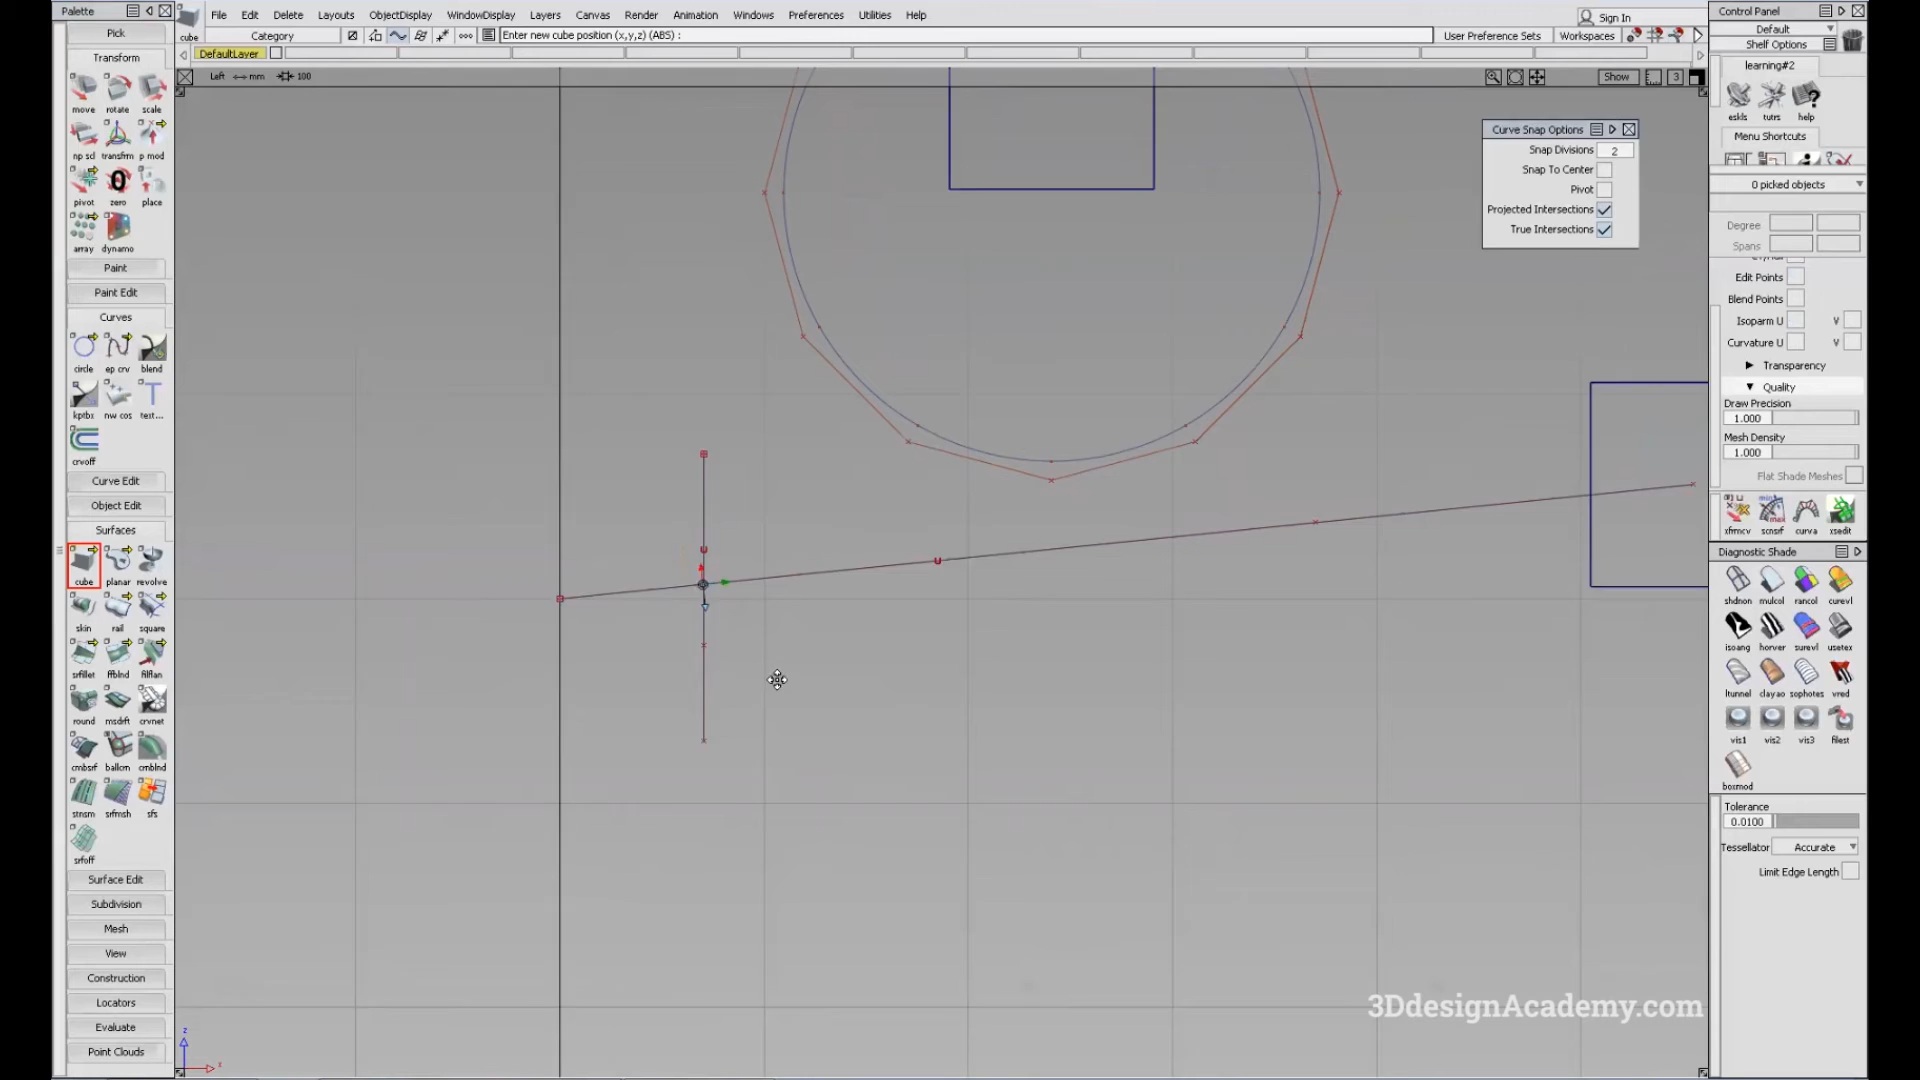 Palette
Pick
Transform
move rotate scale
np scl transfrm p mod
pivot zero place
array dynamo
Paint
Paint Edit
Curves
circle ep crv blend
kptbx nw cos text...
crvoff
Curve Edit
Object Edit
Surfaces
cube planar revolve
skin rail square
srfillet ffblnd filflan
round msdrft crvnet
cmbsrf ballcrn cmblnd
stnsm srfmsh sfs
srfoff
Surface Edit
Subdivision
Mesh
View
Construction
Locators
Evaluate
Point Clouds
cube
File Edit Delete Layouts ObjectDisplay WindowDisplay Layers Canvas Render Animation Windows Preferences Utilities Help
Sign In
Category
Enter new cube position (x,y,z) (ABS) :
User Preference Sets Workspaces
DefaultLayer
Left mm 100
Show 3
Curve Snap Options
Snap Divisions 2
Snap To Center
Pivot
Projected Intersections
True Intersections
z
x
3DdesignAcademy.com
Control Panel
Default
Shelf Options
learning#2
eskls tutrs help
Menu Shortcuts
0 picked objects
Degree
Spans
Edit Points
Blend Points
Isoparm U V
Curvature U V
Transparency
Quality
Draw Precision
1.000
Mesh Density
1.000
Flat Shade Meshes
xfrmcv scnsrf curva xsedit
Diagnostic Shade
shdnon mulcol rancol curevl
isoang horver surevl usetex
ltunnel clayao sophotes vred
vis1 vis2 vis3 filest
boxmod
Tolerance
0.0100
Tessellator Accurate
Limit Edge Length